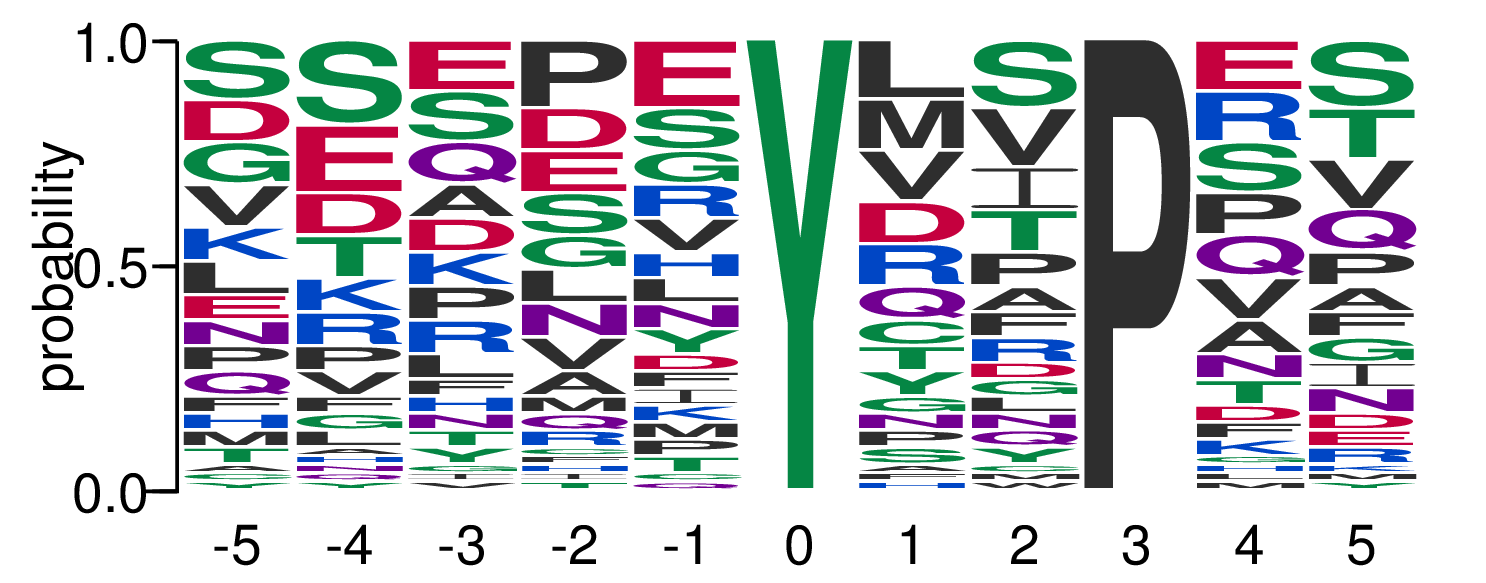 probability
1.0
0.5
0.0
S D G V K L E N P Q F H M T A C Y
S E D T K R P V F G L A H N Q Y
E S Q A D K P R L F H N T Y G I V
P D E S G L N V A M Q R C F H I T
E S G R V H L N Y D F I K M P T C Q
Y
L M V D R Q C T Y G N P S A H
S V I T P A F R D G L N Q Y C M W
P
E R S P Q V A N T D F K G H L M
S T V Q P A F G I N D E R K L M Y
-5 -4 -3 -2 -1 0 1 2 3 4 5